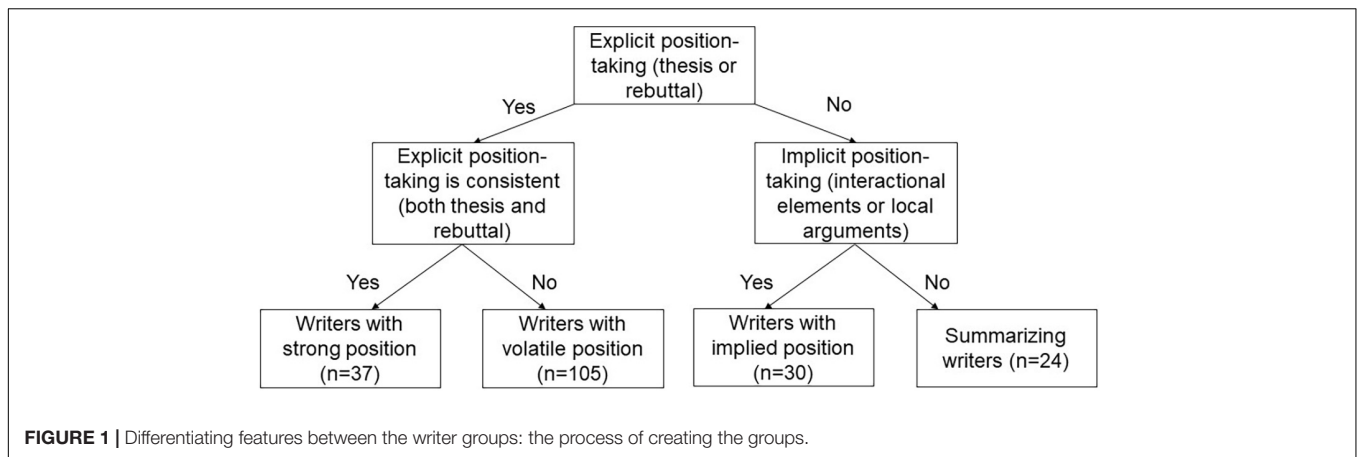 Explicit position-
taking (thesis or
rebuttal)
Yes
No
Explicit position-
taking is consistent
(both thesis and
rebuttal)
Implicit position-
taking (interactional
elements or local
arguments)
Yes
No
Yes
No
Writers with
strong position
(n=37)
Writers with
volatile position
(n=105)
Writers with
implied position
(n=30)
Summarizing
writers (n=24)
FIGURE 1 | Differentiating features between the writer groups: the process of creating the groups.